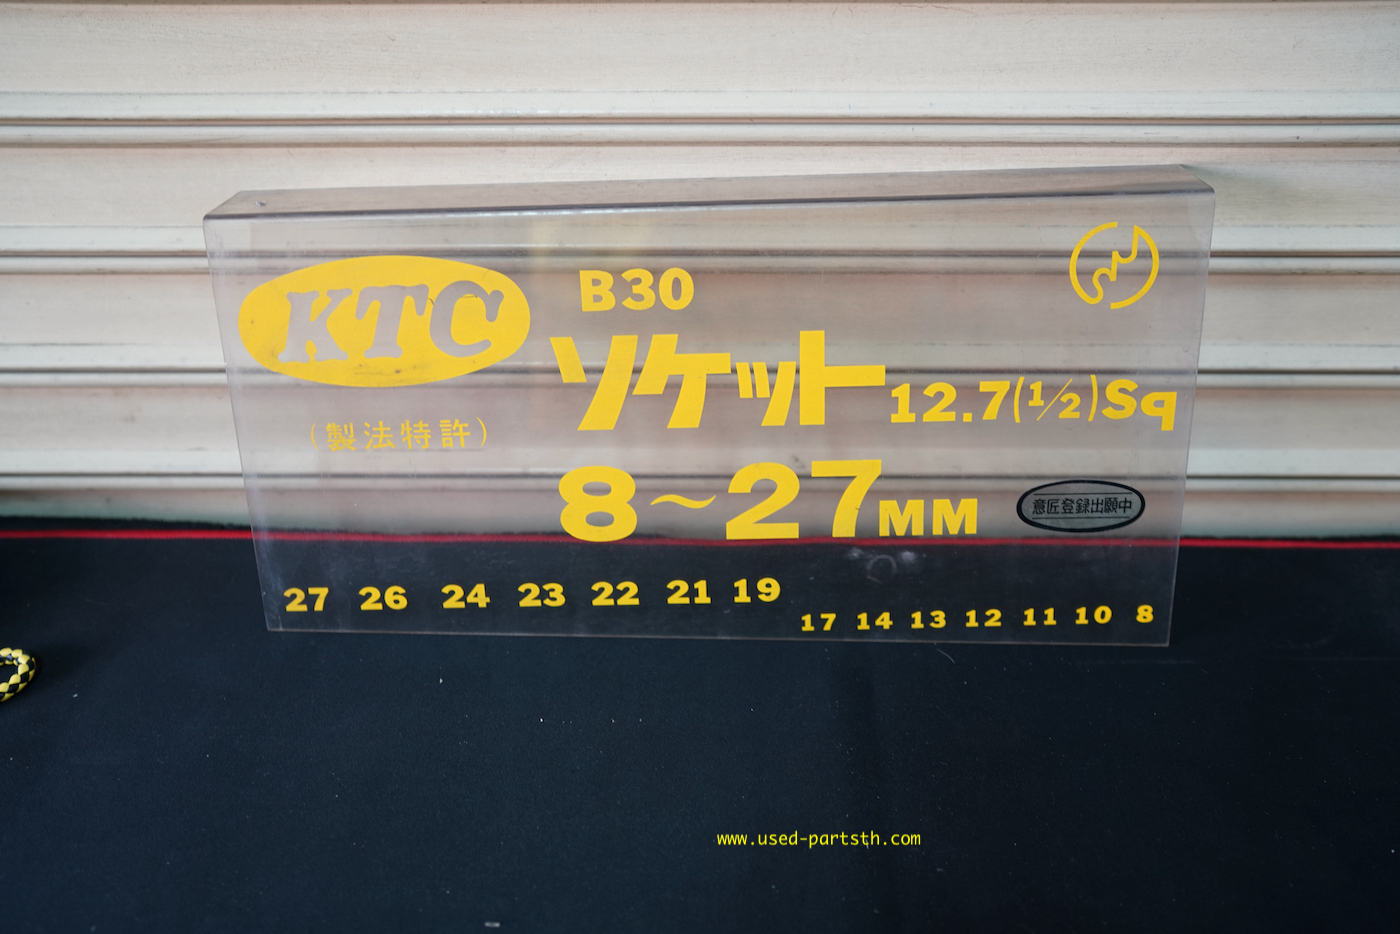 KTC
B30
ソケット 12.7(1/2)Sq
(製法特許)
8~27MM
意匠登録出願中
27 26 24 23 22 21 19
17 14 13 12 11 10 8
www.used-partsth.com